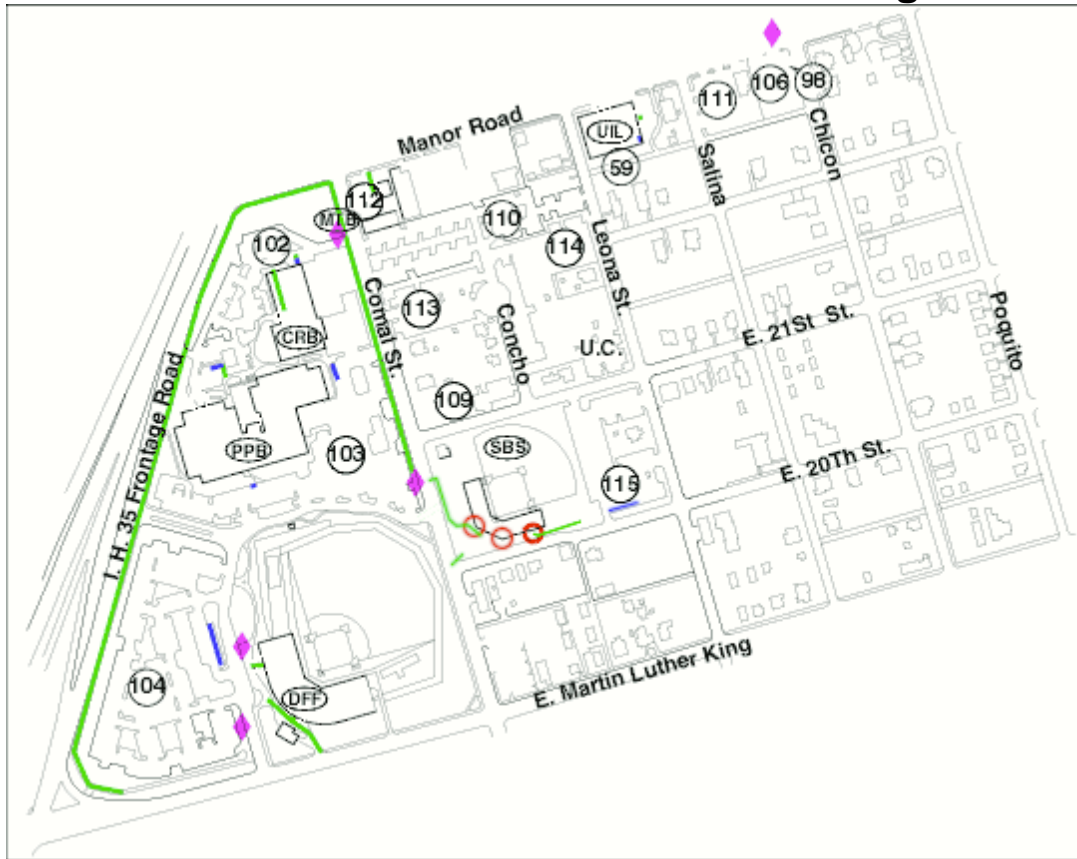 106
98
111
Chicon
UIL
Manor Road
59
Salina
112
MTB
110
102
114
Leona St.
113
Comal St.
Concho
CRB
U.C.
E. 21St St.
Poquito
109
I. H. 35 Frontage Road
PPB
103
SBS
115
E. 20Th St.
104
DFF
E. Martin Luther King